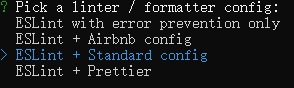 ? Pick a linter / formatter config:
ESLint with error prevention only
ESLint + Airbnb config
> ESLint + Standard config
ESLint + Prettier